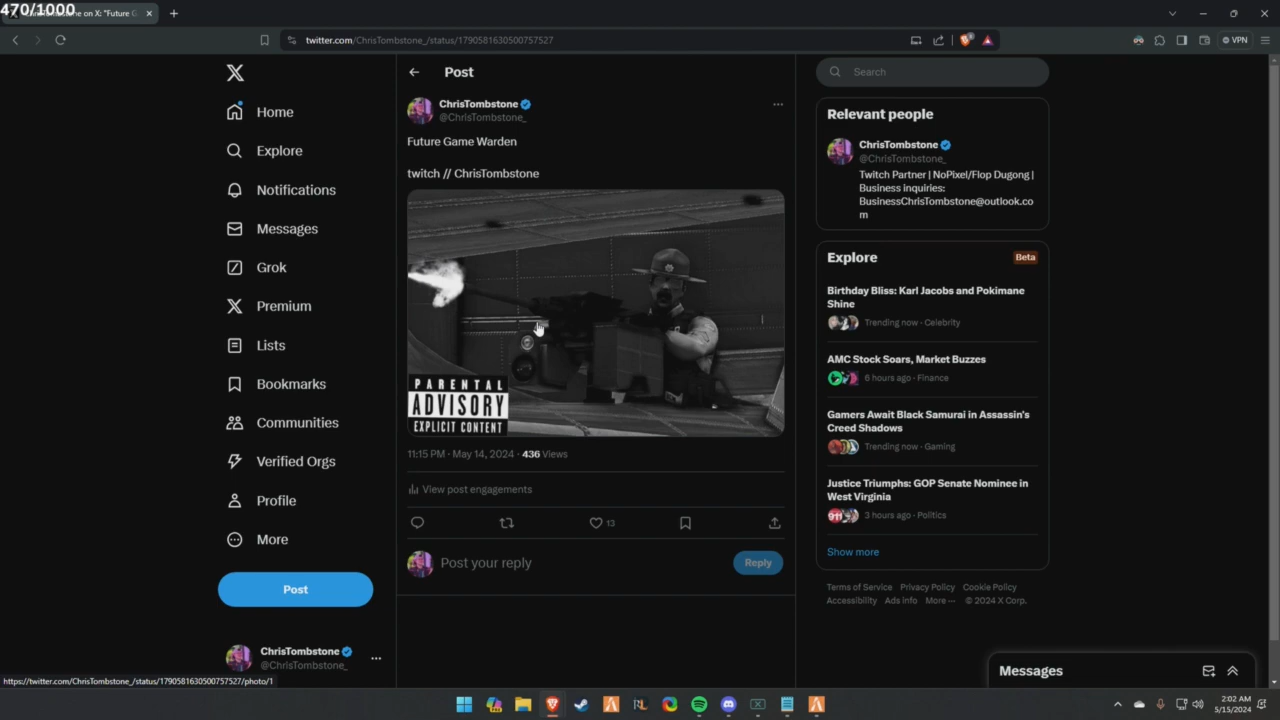 470/1000
ChrisTombstone on X: "Future G
twitter.com/ChrisTombstone_/status/1790581630500757527
VPN
Home
Explore
Notifications
Messages
Grok
Premium
Lists
Bookmarks
Communities
Verified Orgs
Profile
More
Post
ChrisTombstone
@ChrisTombstone_
Post
ChrisTombstone
@ChrisTombstone_
Future Game Warden
twitch // ChrisTombstone
PARENTAL
ADVISORY
EXPLICIT CONTENT
11:15 PM · May 14, 2024 · 436 Views
View post engagements
13
Post your reply
Reply
Search
Relevant people
ChrisTombstone
@ChrisTombstone_
Twitch Partner | NoPixel/Flop Dugong |
Business inquiries:
BusinessChrisTombstone@outlook.co
m
Explore
Beta
Birthday Bliss: Karl Jacobs and Pokimane
Shine
Trending now · Celebrity
AMC Stock Soars, Market Buzzes
6 hours ago · Finance
Gamers Await Black Samurai in Assassin's
Creed Shadows
Trending now · Gaming
Justice Triumphs: GOP Senate Nominee in
West Virginia
3 hours ago · Politics
Show more
Terms of Service Privacy Policy Cookie Policy
Accessibility Ads info More ··· © 2024 X Corp.
Messages
https://twitter.com/ChrisTombstone_/status/1790581630500757527/photo/1
2:02 AM
5/15/2024